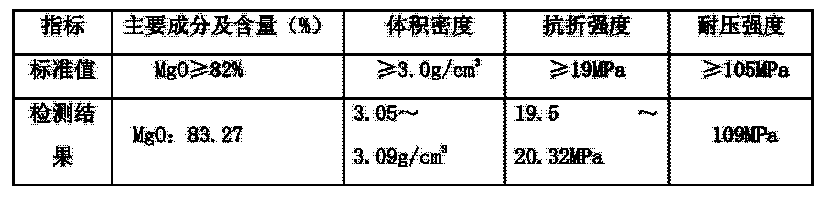 指标 主要成分及含量（%） 体积密度 抗折强度 耐压强度
标准值 MgO≥82% ≥3.0g/cm³ ≥19MPa ≥105MPa
检测结果 MgO：83.27 3.05～3.09g/cm³ 19.5～20.32MPa 109MPa